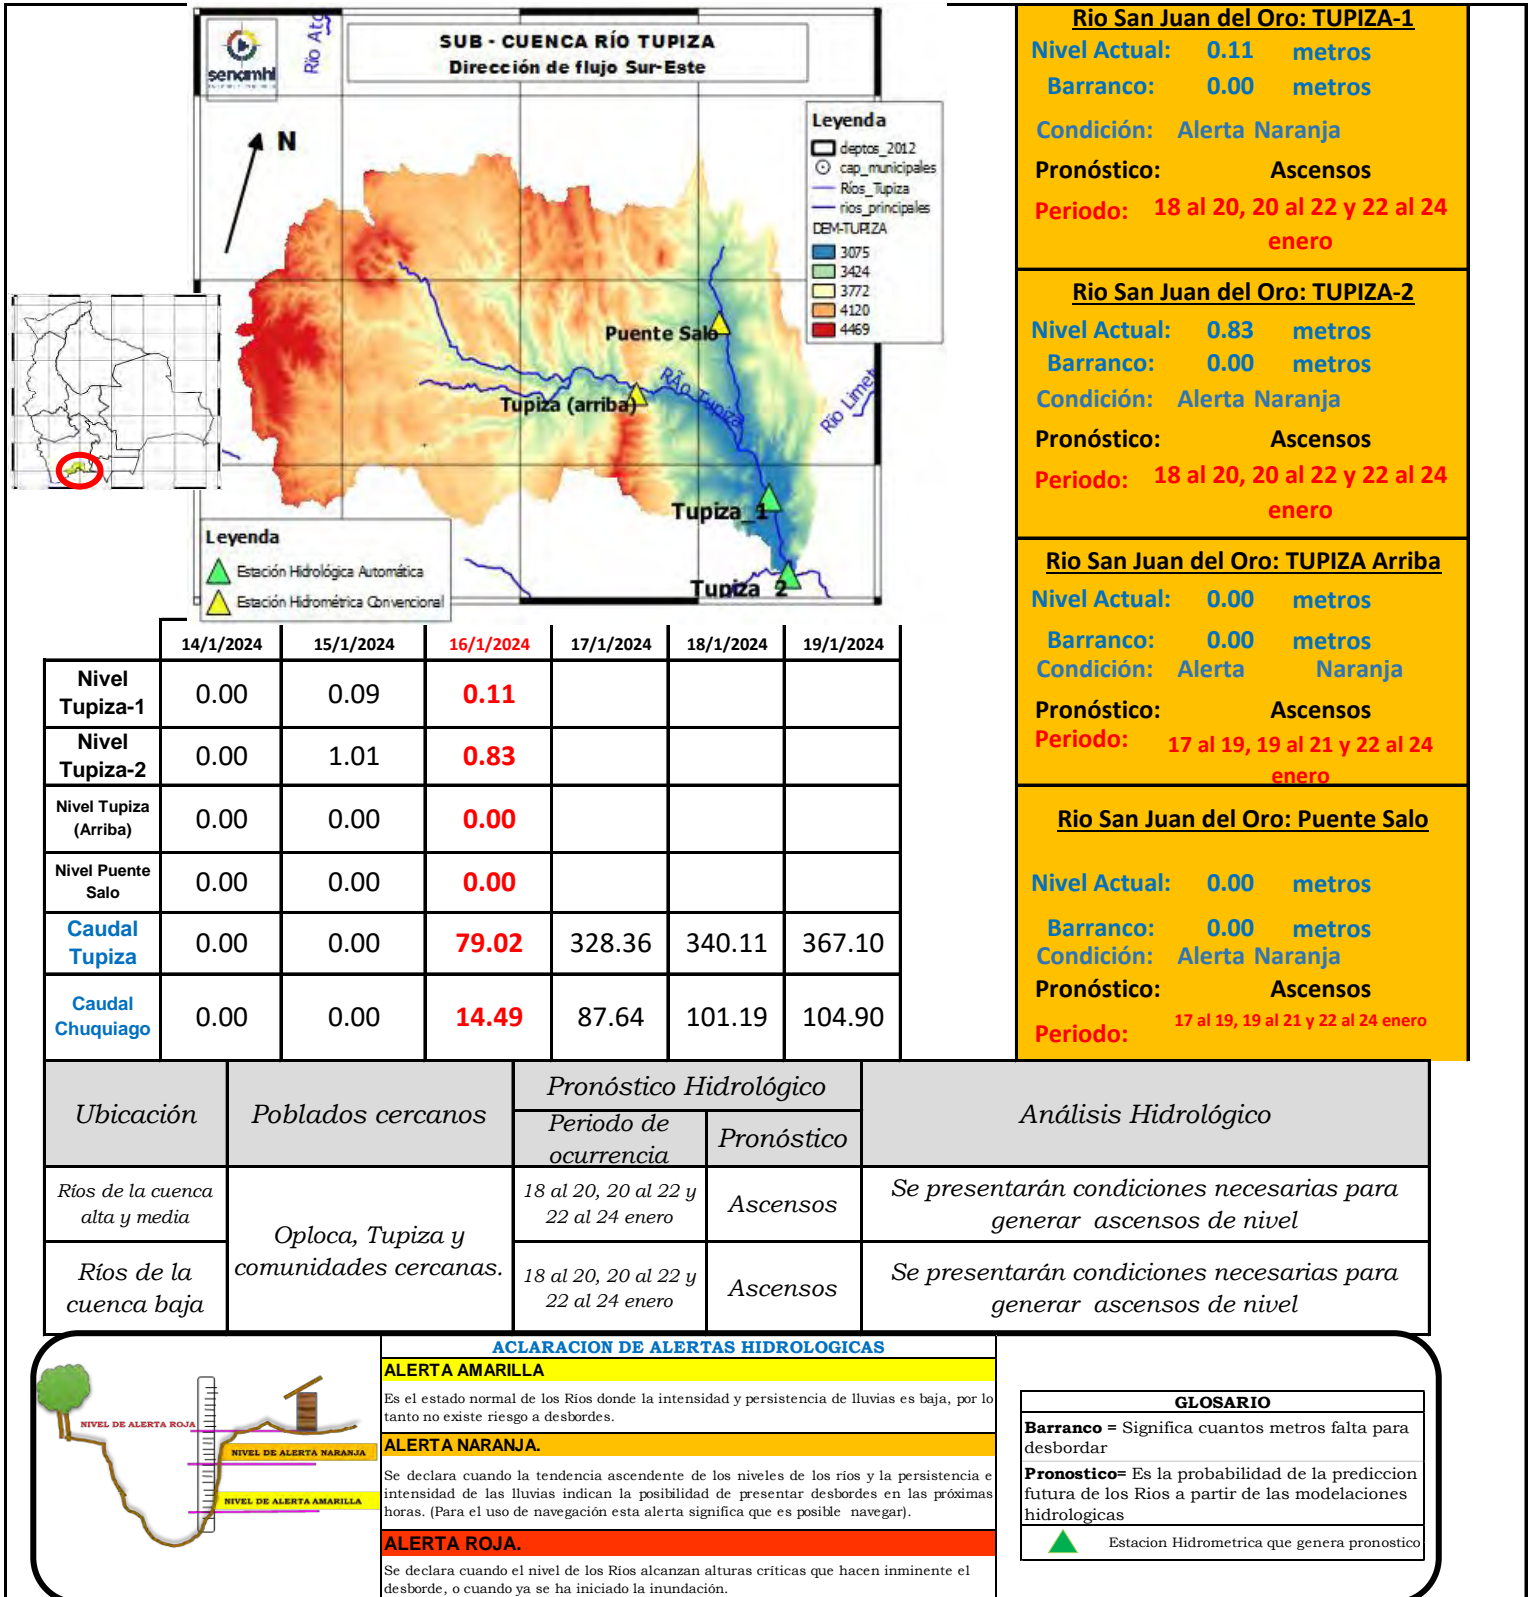 senamhi
Río Ato
SUB - CUENCA RÍO TUPIZA
Dirección de flujo Sur-Este
N
Leyenda
deptos_2012
cap_municipales
Ríos_Tupiza
rios_principales
DEM-TUPIZA
3075
3424
3772
4120
4469
Puente Salo
RÃo Tupiza
Río Limet
Tupiza (arriba)
Tupiza_1
Tupiza_2
Leyenda
Estación Hidrológica Automática
Estación Hidrométrica Convencional
Rio San Juan del Oro: TUPIZA-1
Nivel Actual: 0.11 metros
Barranco: 0.00 metros
Condición: Alerta Naranja
Pronóstico: Ascensos
Periodo: 18 al 20, 20 al 22 y 22 al 24
enero
Rio San Juan del Oro: TUPIZA-2
Nivel Actual: 0.83 metros
Barranco: 0.00 metros
Condición: Alerta Naranja
Pronóstico: Ascensos
Periodo: 18 al 20, 20 al 22 y 22 al 24
enero
Rio San Juan del Oro: TUPIZA Arriba
Nivel Actual: 0.00 metros
Barranco: 0.00 metros
Condición: Alerta Naranja
Pronóstico: Ascensos
Periodo: 17 al 19, 19 al 21 y 22 al 24
enero
Rio San Juan del Oro: Puente Salo
Nivel Actual: 0.00 metros
Barranco: 0.00 metros
Condición: Alerta Naranja
Pronóstico: Ascensos
Periodo: 17 al 19, 19 al 21 y 22 al 24 enero
14/1/2024 15/1/2024 16/1/2024 17/1/2024 18/1/2024 19/1/2024
Nivel
Tupiza-1 0.00 0.09 0.11
Nivel
Tupiza-2 0.00 1.01 0.83
Nivel Tupiza
(Arriba) 0.00 0.00 0.00
Nivel Puente
Salo 0.00 0.00 0.00
Caudal
Tupiza 0.00 0.00 79.02 328.36 340.11 367.10
Caudal
Chuquiago 0.00 0.00 14.49 87.64 101.19 104.90
Ubicación Poblados cercanos Pronóstico Hidrológico Análisis Hidrológico
Periodo de
ocurrencia Pronóstico
Ríos de la cuenca
alta y media
Oploca, Tupiza y
comunidades cercanas.
18 al 20, 20 al 22 y
22 al 24 enero
Ascensos
Se presentarán condiciones necesarias para
generar ascensos de nivel
Ríos de la
cuenca baja
18 al 20, 20 al 22 y
22 al 24 enero
Ascensos
Se presentarán condiciones necesarias para
generar ascensos de nivel
NIVEL DE ALERTA ROJA
NIVEL DE ALERTA NARANJA
NIVEL DE ALERTA AMARILLA
ACLARACION DE ALERTAS HIDROLOGICAS
ALERTA AMARILLA
Es el estado normal de los Ríos donde la intensidad y persistencia de lluvias es baja, por lo
tanto no existe riesgo a desbordes.
ALERTA NARANJA.
Se declara cuando la tendencia ascendente de los niveles de los ríos y la persistencia e
intensidad de las lluvias indican la posibilidad de presentar desbordes en las próximas
horas. (Para el uso de navegación esta alerta significa que es posible navegar).
ALERTA ROJA.
Se declara cuando el nivel de los Ríos alcanzan alturas críticas que hacen inminente el
desborde, o cuando ya se ha iniciado la inundación.
GLOSARIO
Barranco = Significa cuantos metros falta para
desbordar
Pronostico= Es la probabilidad de la prediccion
futura de los Rios a partir de las modelaciones
hidrologicas
Estacion Hidrometrica que genera pronostico